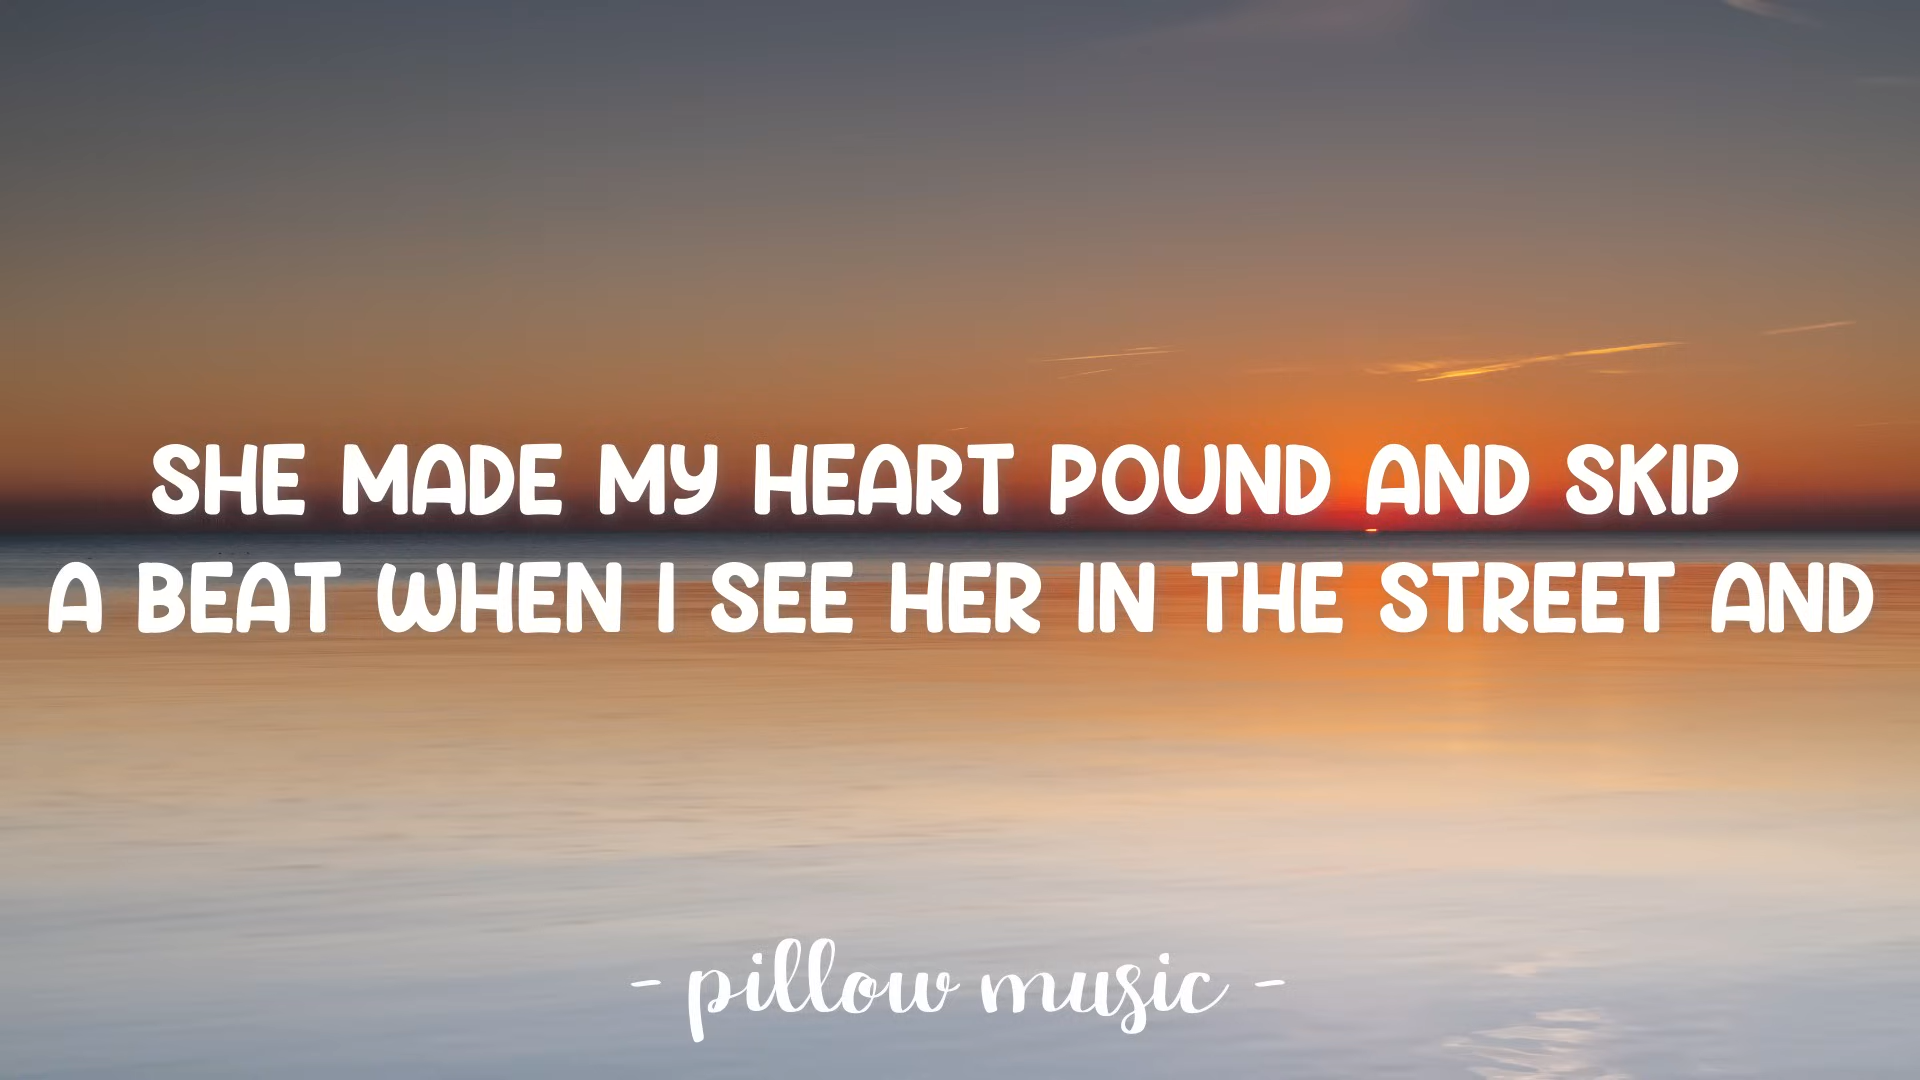 SHE MADE MY HEART POUND AND SKIP
A BEAT WHEN I SEE HER IN THE STREET AND
- pillow music -